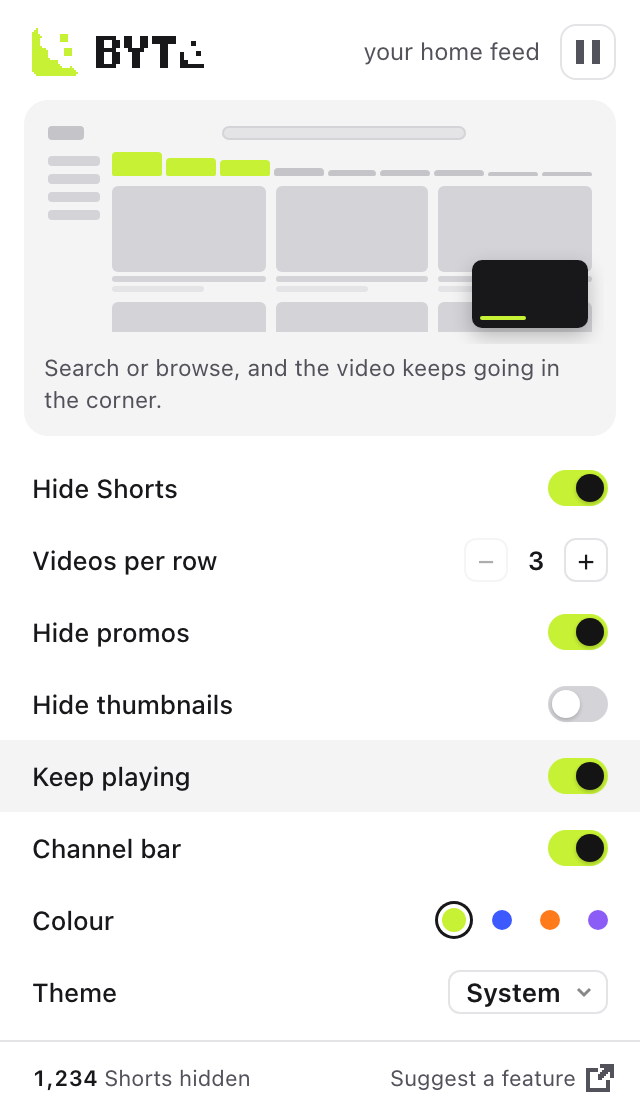 BYTE
your home feed
Search or browse, and the video keeps going in
the corner.
Hide Shorts
Videos per row − 3 +
Hide promos
Hide thumbnails
Keep playing
Channel bar
Colour
Theme System
1,234 Shorts hidden Suggest a feature